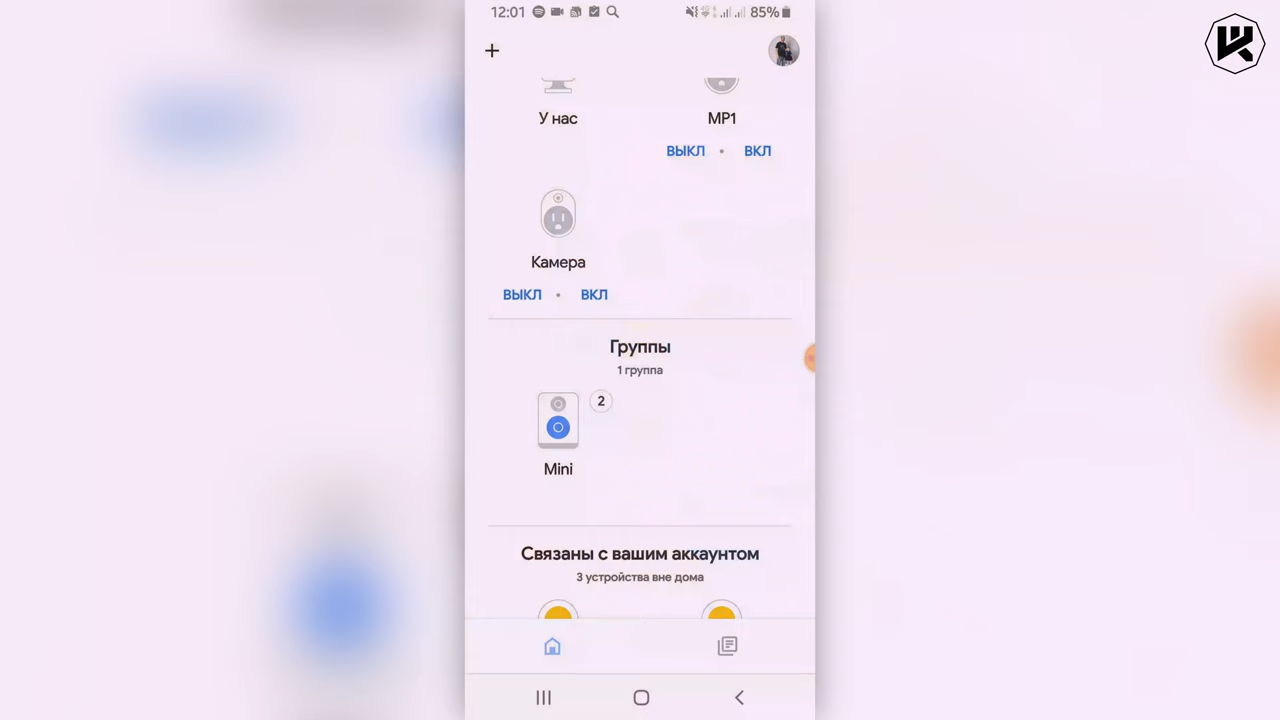 12:01
85%
У нас
MP1
ВЫКЛ • ВКЛ
Камера
ВЫКЛ • ВКЛ
Группы
1 группа
2
Mini
Связаны с вашим аккаунтом
3 устройства вне дома